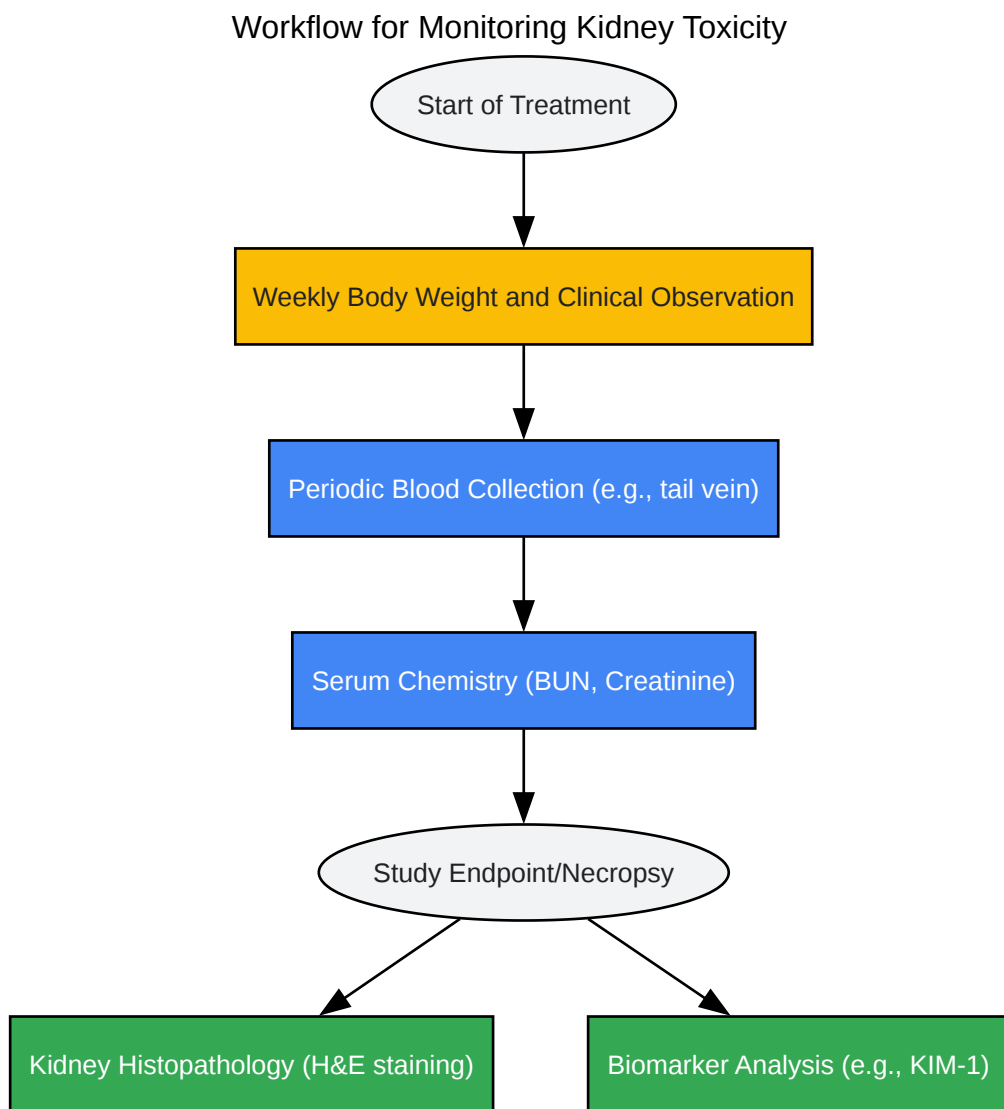 Workflow for Monitoring Kidney Toxicity
Start of Treatment
Weekly Body Weight and Clinical Observation
Periodic Blood Collection (e.g., tail vein)
Serum Chemistry (BUN, Creatinine)
Study Endpoint/Necropsy
Kidney Histopathology (H&E staining)
Biomarker Analysis (e.g., KIM-1)